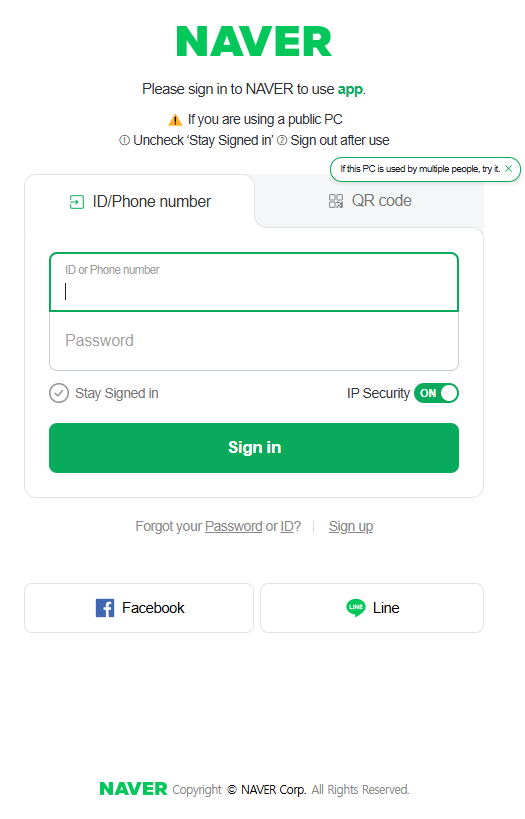 NAVER
Please sign in to NAVER to use app.
If you are using a public PC
① Uncheck ‘Stay Signed in’ ② Sign out after use
If this PC is used by multiple people, try it.
ID/Phone number
QR code
ID or Phone number
Password
Stay Signed in
IP Security ON
Sign in
Forgot your Password or ID?
Sign up
Facebook
LINE Line
NAVER Copyright © NAVER Corp. All Rights Reserved.